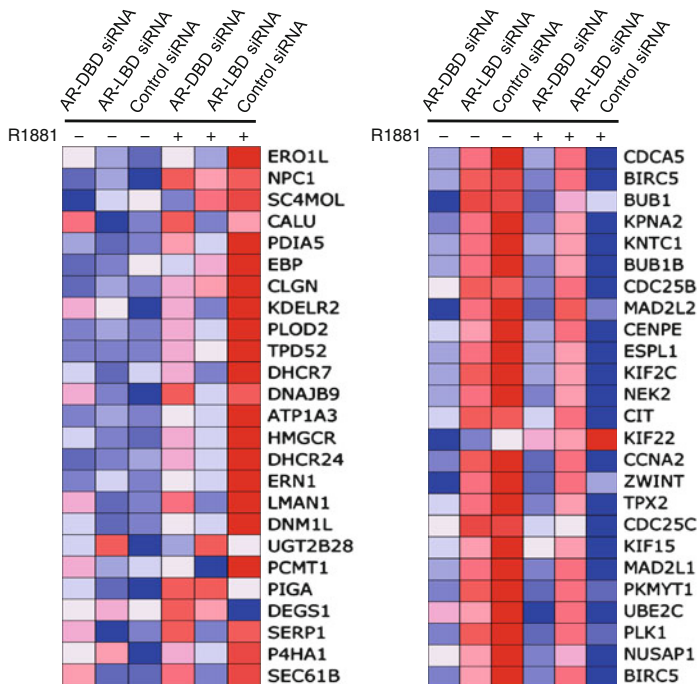 AR-DBD siRNA
AR-LBD siRNA
Control siRNA
AR-DBD siRNA
AR-LBD siRNA
Control siRNA
R1881 – – – + + +
ERO1L
NPC1
SC4MOL
CALU
PDIA5
EBP
CLGN
KDELR2
PLOD2
TPD52
DHCR7
DNAJB9
ATP1A3
HMGCR
DHCR24
ERN1
LMAN1
DNM1L
UGT2B28
PCMT1
PIGA
DEGS1
SERP1
P4HA1
SEC61B
AR-DBD siRNA
AR-LBD siRNA
Control siRNA
AR-DBD siRNA
AR-LBD siRNA
Control siRNA
R1881 – – – + + +
CDCA5
BIRC5
BUB1
KPNA2
KNTC1
BUB1B
CDC25B
MAD2L2
CENPE
ESPL1
KIF2C
NEK2
CIT
KIF22
CCNA2
ZWINT
TPX2
CDC25C
KIF15
MAD2L1
PKMYT1
UBE2C
PLK1
NUSAP1
BIRC5